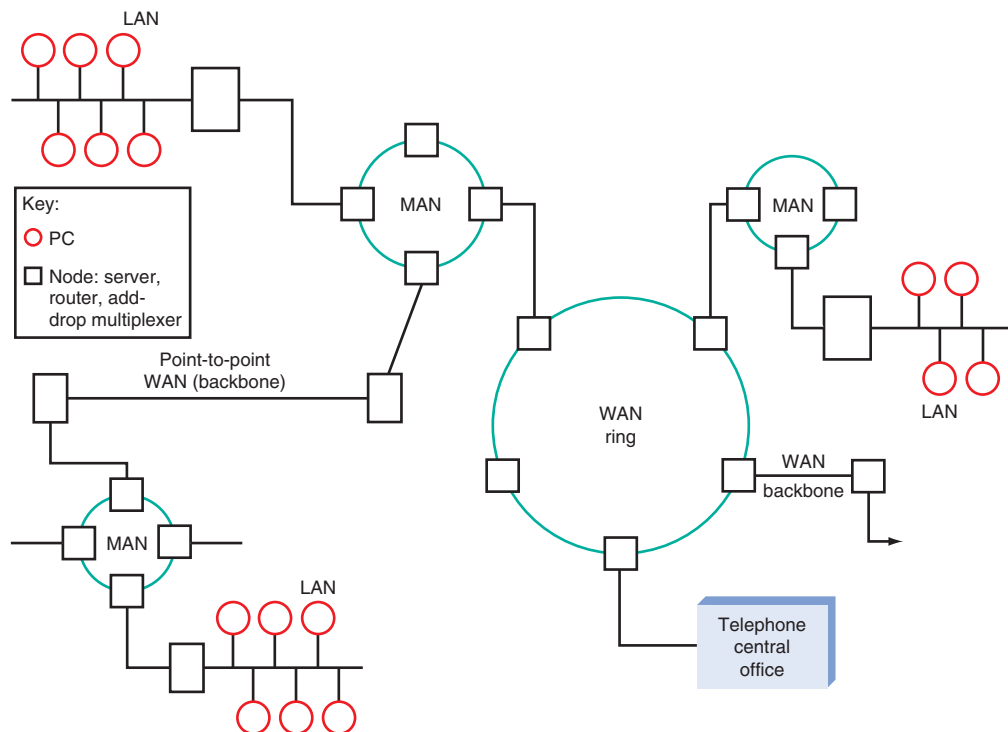 LAN
MAN
MAN
Key:
PC
Node: server,
router, add-
drop multiplexer
Point-to-point
WAN (backbone)
WAN
ring
LAN
WAN
backbone
MAN
LAN
Telephone
central
office